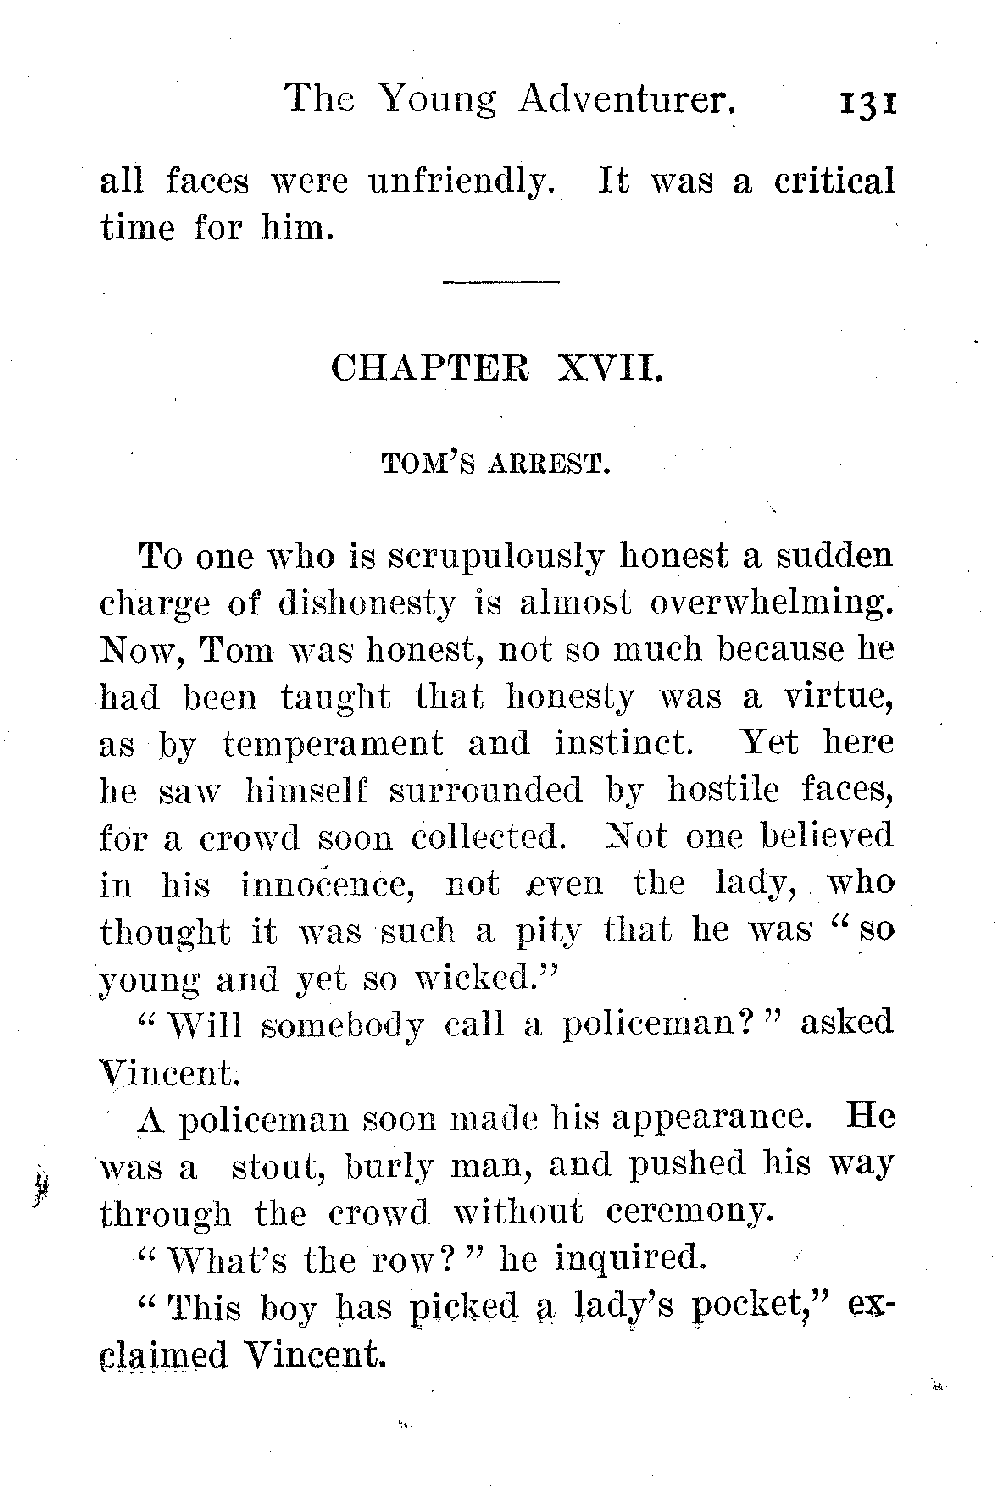 The Young Adventurer. 131
all faces were unfriendly. It was a critical
time for him.
CHAPTER XVII.
TOM'S ARREST.
To one who is scrupulously honest a sudden
charge of dishonesty is almost overwhelming.
Now, Tom was honest, not so much because he
had been taught that honesty was a virtue,
as by temperament and instinct. Yet here
he saw himself surrounded by hostile faces,
for a crowd soon collected. Not one believed
in his innocence, not even the lady, who
thought it was such a pity that he was “ so
young and yet so wicked.”
“ Will somebody call a policeman? ” asked
Vincent.
A policeman soon made his appearance. He
was a stout, burly man, and pushed his way
through the crowd without ceremony.
“ What's the row? ” he inquired.
“ This boy has picked a lady's pocket,” ex-
claimed Vincent.